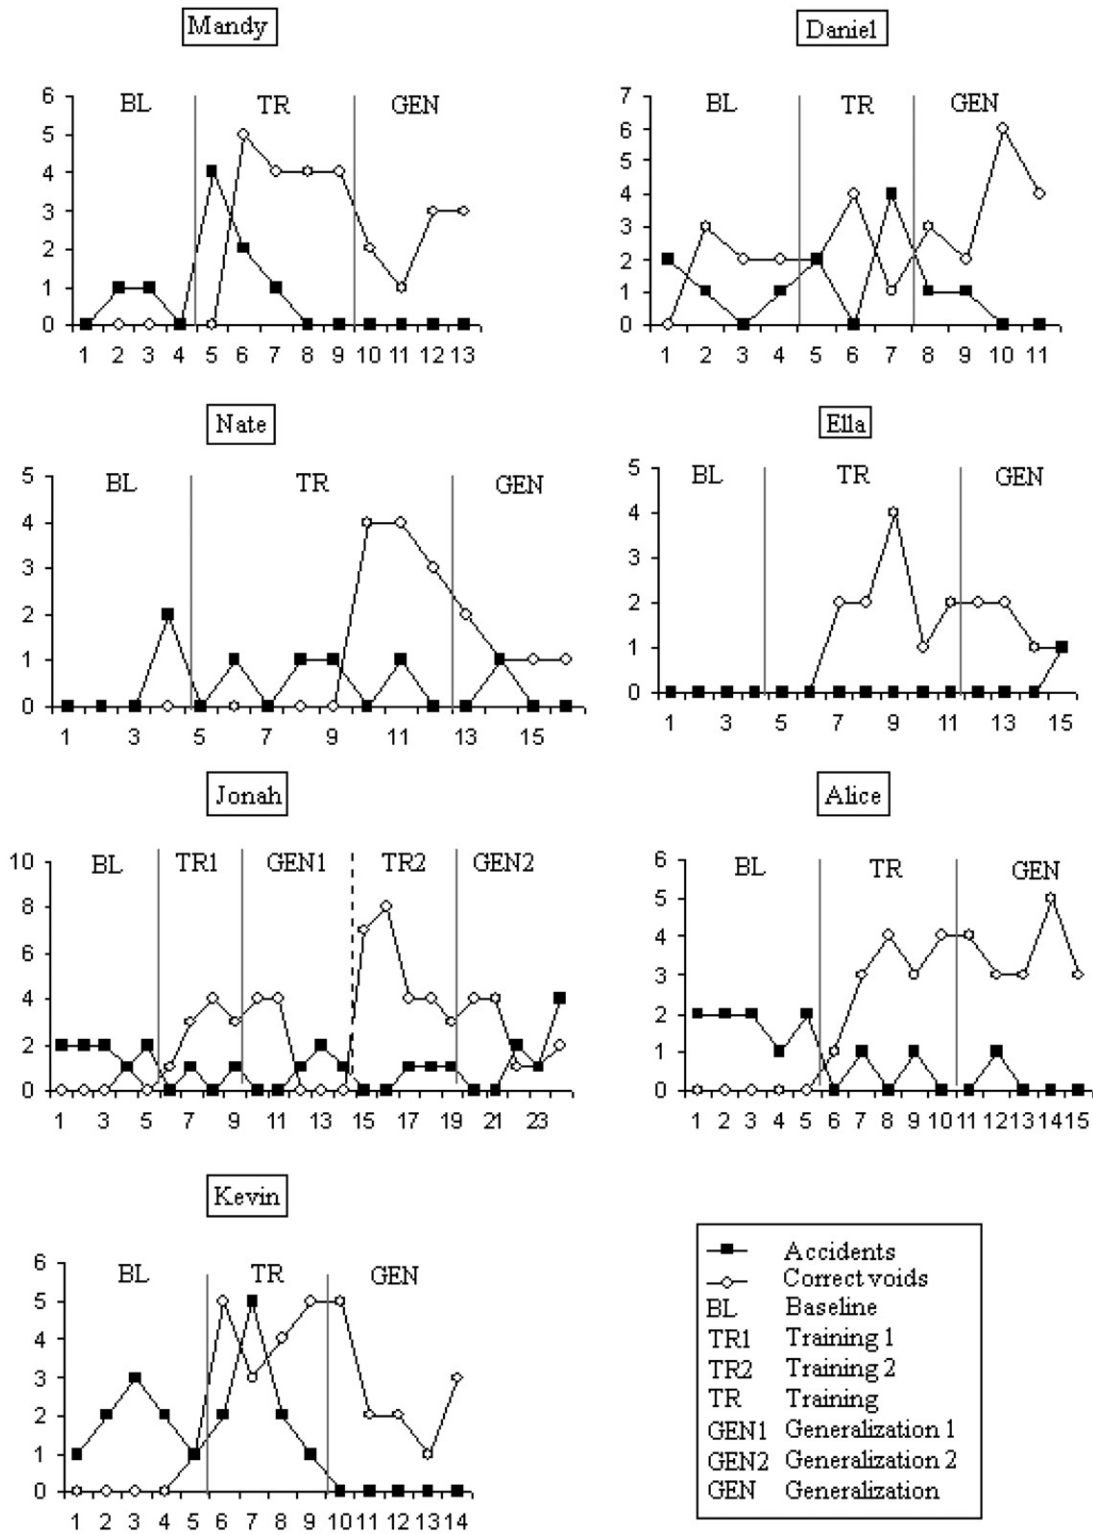 Mandy
BL TR GEN
6
5
4
3
2
1
0
1 2 3 4 5 6 7 8 9 10 11 12 13
Daniel
BL TR GEN
7
6
5
4
3
2
1
0
1 2 3 4 5 6 7 8 9 10 11
Nate
BL TR GEN
5
4
3
2
1
0
1 3 5 7 9 11 13 15
Ella
BL TR GEN
5
4
3
2
1
0
1 3 5 7 9 11 13 15
Jonah
BL TR1 GEN1 TR2 GEN2
10
8
6
4
2
0
1 3 5 7 9 11 13 15 17 19 21 23
Alice
BL TR GEN
6
5
4
3
2
1
0
1 2 3 4 5 6 7 8 9 10 11 12 13 14 15
Kevin
BL TR GEN
6
5
4
3
2
1
0
1 2 3 4 5 6 7 8 9 10 11 12 13 14
Accidents
Correct voids
BL Baseline
TR1 Training 1
TR2 Training 2
TR Training
GEN1 Generalization 1
GEN2 Generalization 2
GEN Generalization